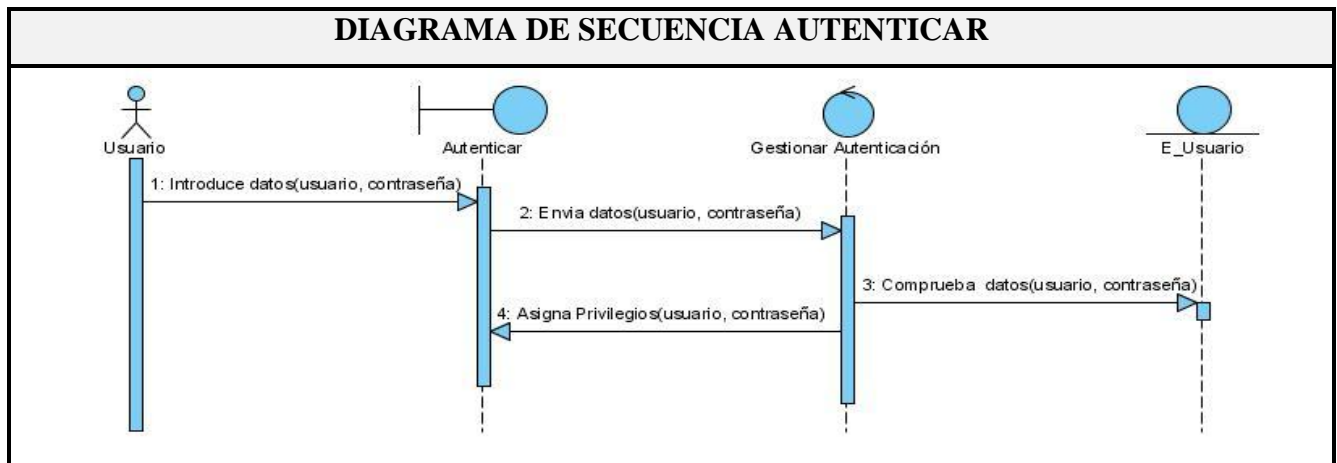 DIAGRAMA DE SECUENCIA AUTENTICAR
Usuario
Autenticar
Gestionar Autenticación
E_Usuario
1: Introduce datos(usuario, contraseña)
2: Envia datos(usuario, contraseña)
3: Comprueba datos(usuario, contraseña)
4: Asigna Privilegios(usuario, contraseña)